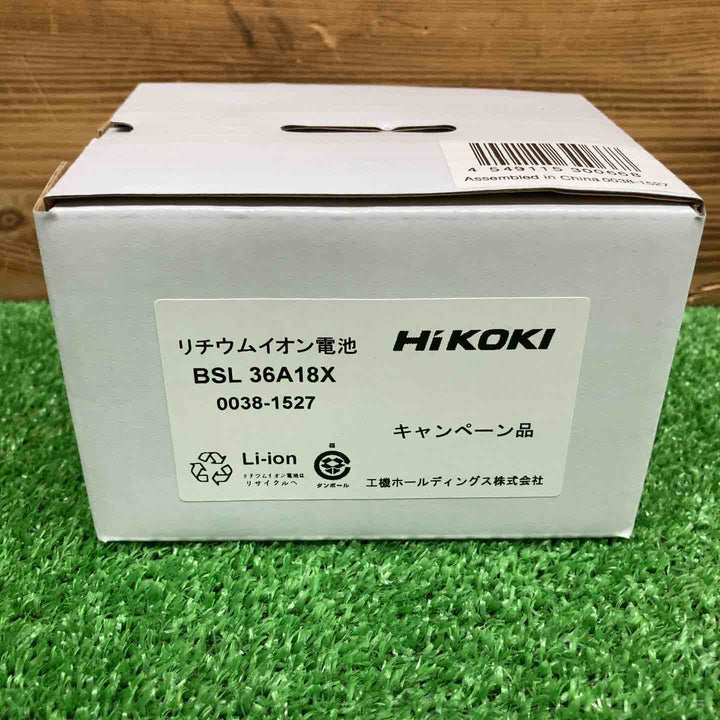 4 549115 300668
Assembled in China 0038-1527
リチウムイオン電池
HiKOKI
BSL 36A18X
0038-1527
キャンペーン品
Li-ion
リチウムイオン電池は
リサイクルへ
段
ダンボール
工機ホールディングス株式会社